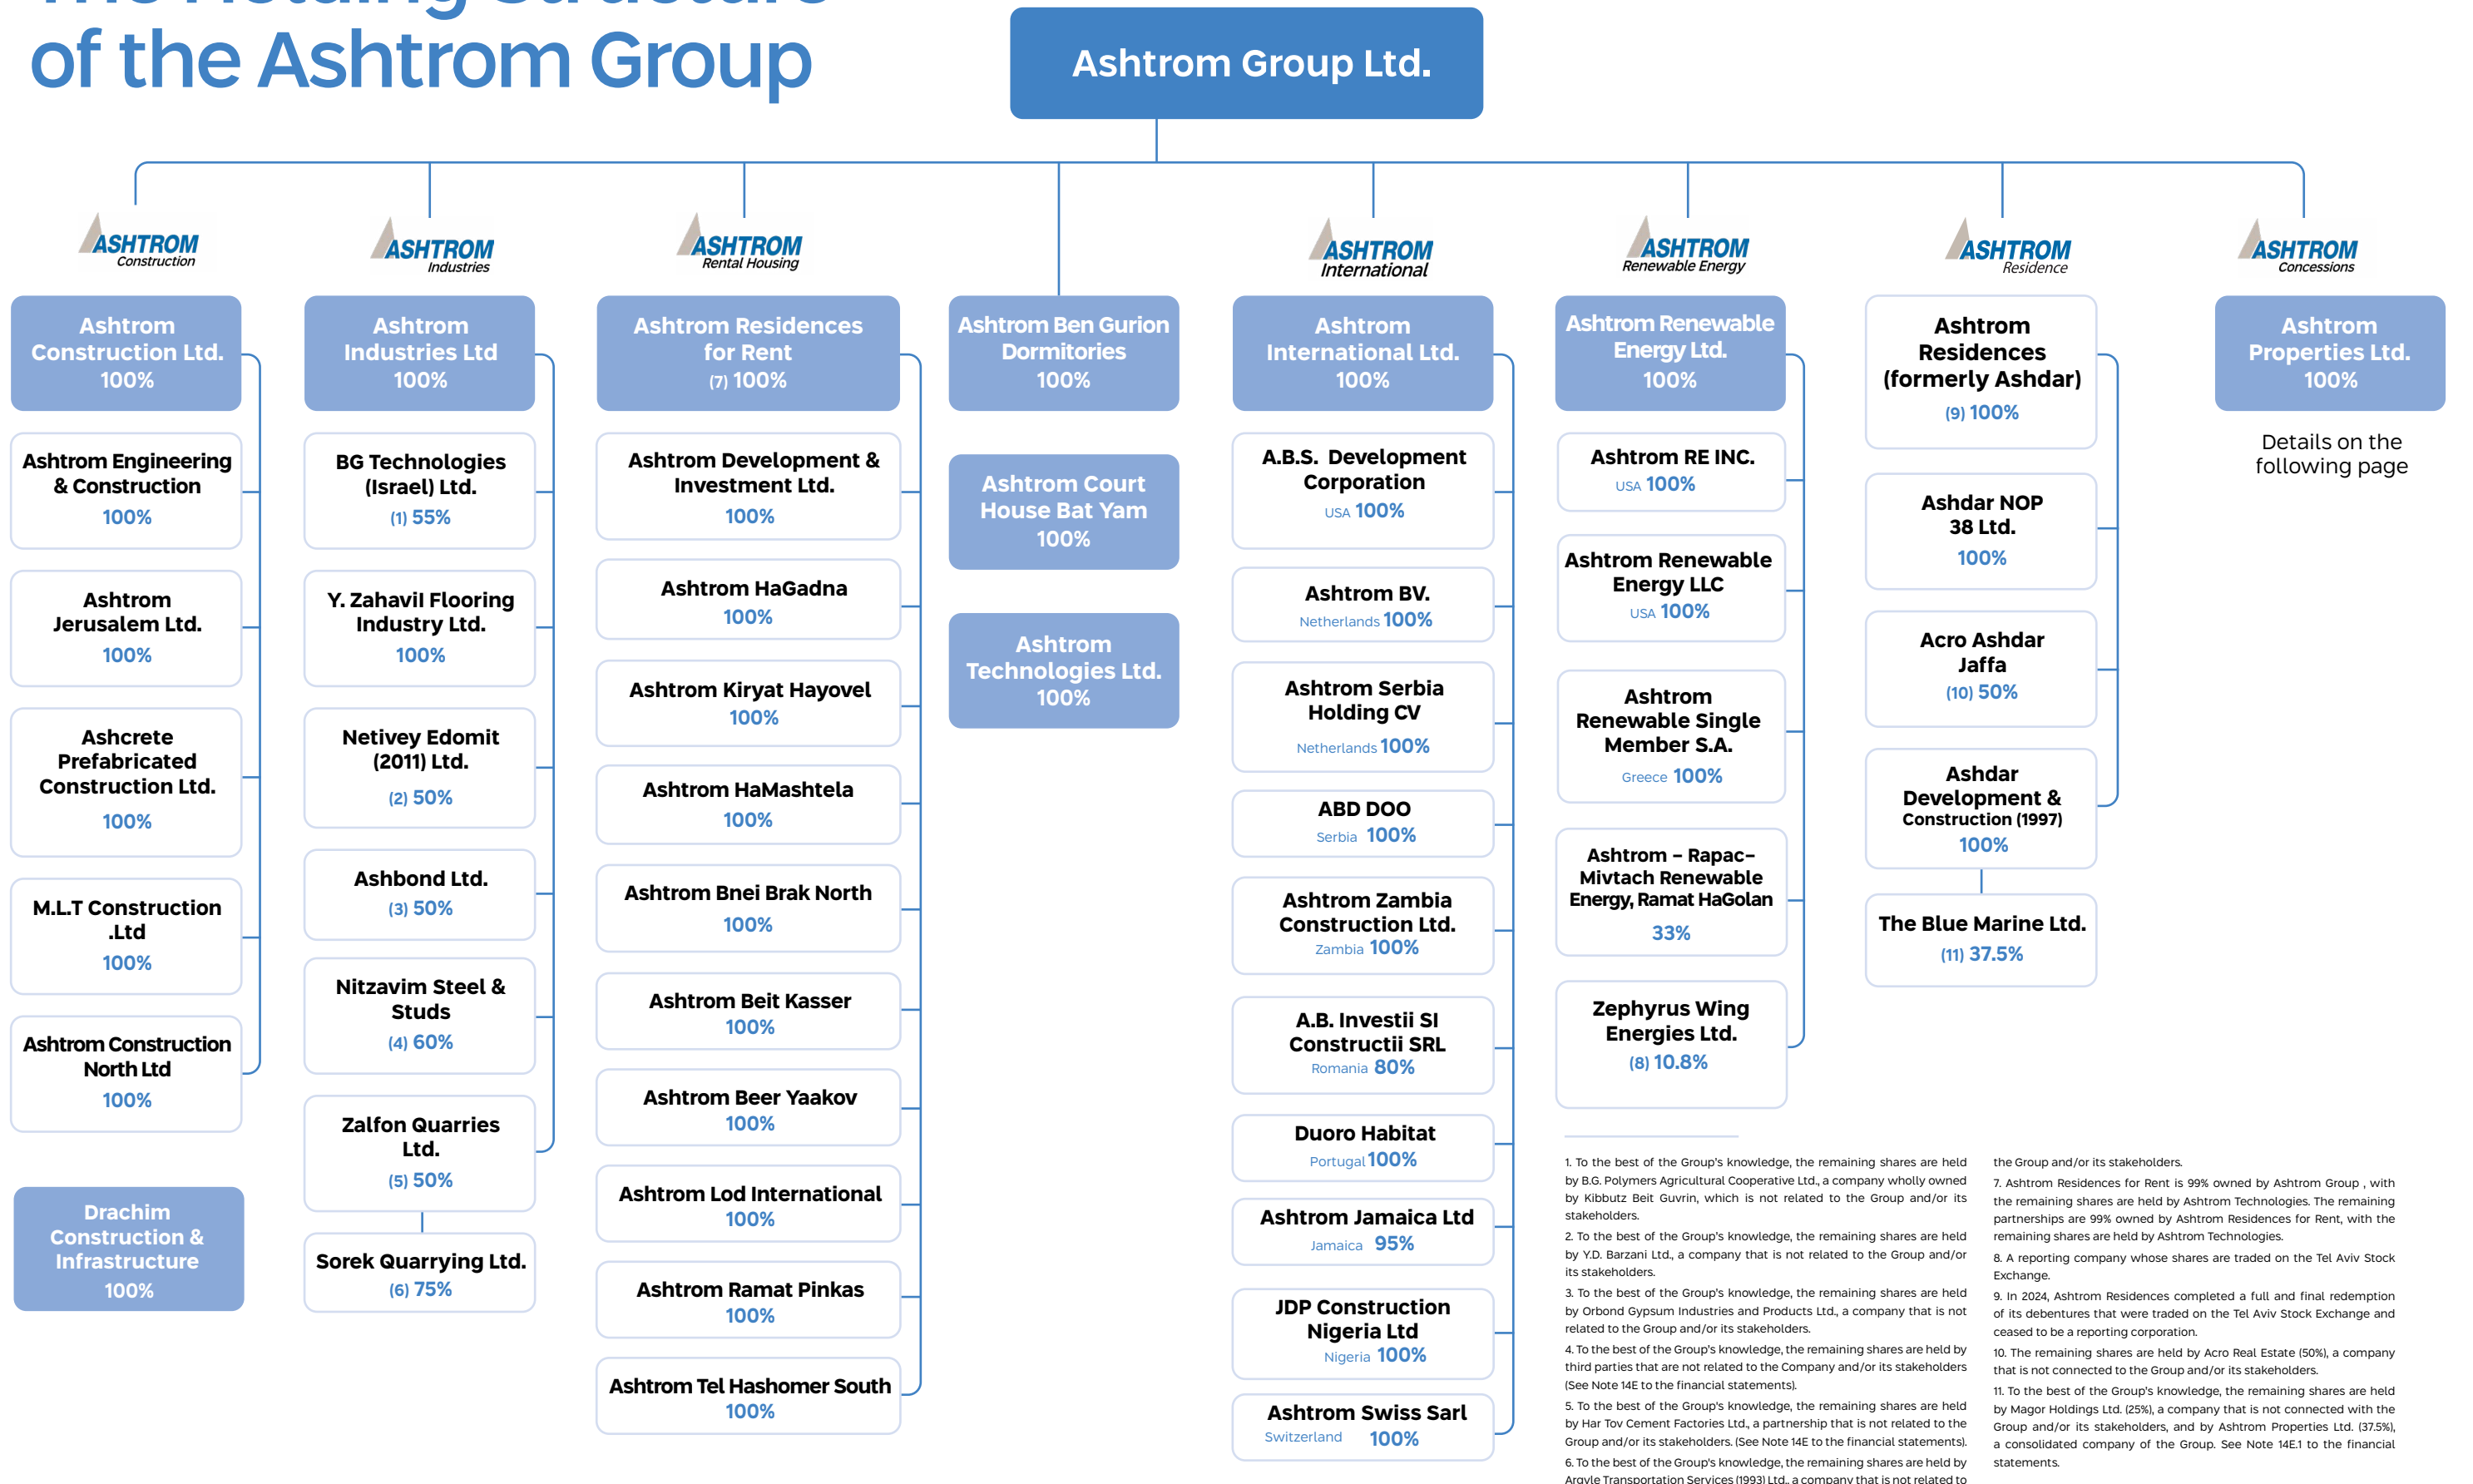 The Holding Structure
of the Ashtrom Group
Ashtrom Group Ltd.
ASHTROM
Construction
Ashtrom
Construction Ltd.
100%
Ashtrom Engineering
& Construction
100%
Ashtrom
Jerusalem Ltd.
100%
Ashcrete
Prefabricated
Construction Ltd.
100%
M.L.T Construction
.Ltd
100%
Ashtrom Construction
North Ltd
100%
Drachim
Construction &
Infrastructure
100%
ASHTROM
Industries
Ashtrom
Industries Ltd
100%
BG Technologies
(Israel) Ltd.
(1) 55%
Y. Zahavil Flooring
Industry Ltd.
100%
Netivey Edomit
(2011) Ltd.
(2) 50%
Ashbond Ltd.
(3) 50%
Nitzavim Steel &
Studs
(4) 60%
Zalfon Quarries
Ltd.
(5) 50%
Sorek Quarrying Ltd.
(6) 75%
ASHTROM
Rental Housing
Ashtrom Residences
for Rent
(7) 100%
Ashtrom Development &
Investment Ltd.
100%
Ashtrom HaGadna
100%
Ashtrom Kiryat Hayovel
100%
Ashtrom HaMashtela
100%
Ashtrom Bnei Brak North
100%
Ashtrom Beit Kasser
100%
Ashtrom Beer Yaakov
100%
Ashtrom Lod International
100%
Ashtrom Ramat Pinkas
100%
Ashtrom Tel Hashomer South
100%
Ashtrom Ben Gurion
Dormitories
100%
Ashtrom Court
House Bat Yam
100%
Ashtrom
Technologies Ltd.
100%
ASHTROM
International
Ashtrom
International Ltd.
100%
A.B.S. Development
Corporation
USA 100%
Ashtrom BV.
Netherlands 100%
Ashtrom Serbia
Holding CV
Netherlands 100%
ABD DOO
Serbia 100%
Ashtrom Zambia
Construction Ltd.
Zambia 100%
A.B. Investii SI
Constructii SRL
Romania 80%
Duoro Habitat
Portugal 100%
Ashtrom Jamaica Ltd
Jamaica 95%
JDP Construction
Nigeria Ltd
Nigeria 100%
Ashtrom Swiss Sarl
Switzerland 100%
ASHTROM
Renewable Energy
Ashtrom Renewable
Energy Ltd.
100%
Ashtrom RE INC.
USA 100%
Ashtrom Renewable
Energy LLC
USA 100%
Ashtrom
Renewable Single
Member S.A.
Greece 100%
Ashtrom – Rapac–
Mivtach Renewable
Energy, Ramat HaGolan
33%
Zephyrus Wing
Energies Ltd.
(8) 10.8%
ASHTROM
Residence
Ashtrom
Residences
(formerly Ashdar)
(9) 100%
Ashdar NOP
38 Ltd.
100%
Acro Ashdar
Jaffa
(10) 50%
Ashdar
Development &
Construction (1997)
100%
The Blue Marine Ltd.
(11) 37.5%
ASHTROM
Concessions
Ashtrom
Properties Ltd.
100%
Details on the
following page
1. To the best of the Group's knowledge, the remaining shares are held
by B.G. Polymers Agricultural Cooperative Ltd., a company wholly owned
by Kibbutz Beit Guvrin, which is not related to the Group and/or its
stakeholders.
2. To the best of the Group's knowledge, the remaining shares are held
by Y.D. Barzani Ltd., a company that is not related to the Group and/or
its stakeholders.
3. To the best of the Group's knowledge, the remaining shares are held
by Orbond Gypsum Industries and Products Ltd., a company that is not
related to the Group and/or its stakeholders.
4. To the best of the Group's knowledge, the remaining shares are held by
third parties that are not related to the Company and/or its stakeholders
(See Note 14E to the financial statements).
5. To the best of the Group's knowledge, the remaining shares are held
by Har Tov Cement Factories Ltd., a partnership that is not related to the
Group and/or its stakeholders. (See Note 14E to the financial statements).
6. To the best of the Group's knowledge, the remaining shares are held by
Argyle Transportation Services (1993) Ltd., a company that is not related to
the Group and/or its stakeholders.
7. Ashtrom Residences for Rent is 99% owned by Ashtrom Group , with
the remaining shares are held by Ashtrom Technologies. The remaining
partnerships are 99% owned by Ashtrom Residences for Rent, with the
remaining shares are held by Ashtrom Technologies.
8. A reporting company whose shares are traded on the Tel Aviv Stock
Exchange.
9. In 2024, Ashtrom Residences completed a full and final redemption
of its debentures that were traded on the Tel Aviv Stock Exchange and
ceased to be a reporting corporation.
10. The remaining shares are held by Acro Real Estate (50%), a company
that is not connected to the Group and/or its stakeholders.
11. To the best of the Group's knowledge, the remaining shares are held
by Magor Holdings Ltd. (25%), a company that is not connected with the
Group and/or its stakeholders, and by Ashtrom Properties Ltd. (37.5%),
a consolidated company of the Group. See Note 14E.1 to the financial
statements.